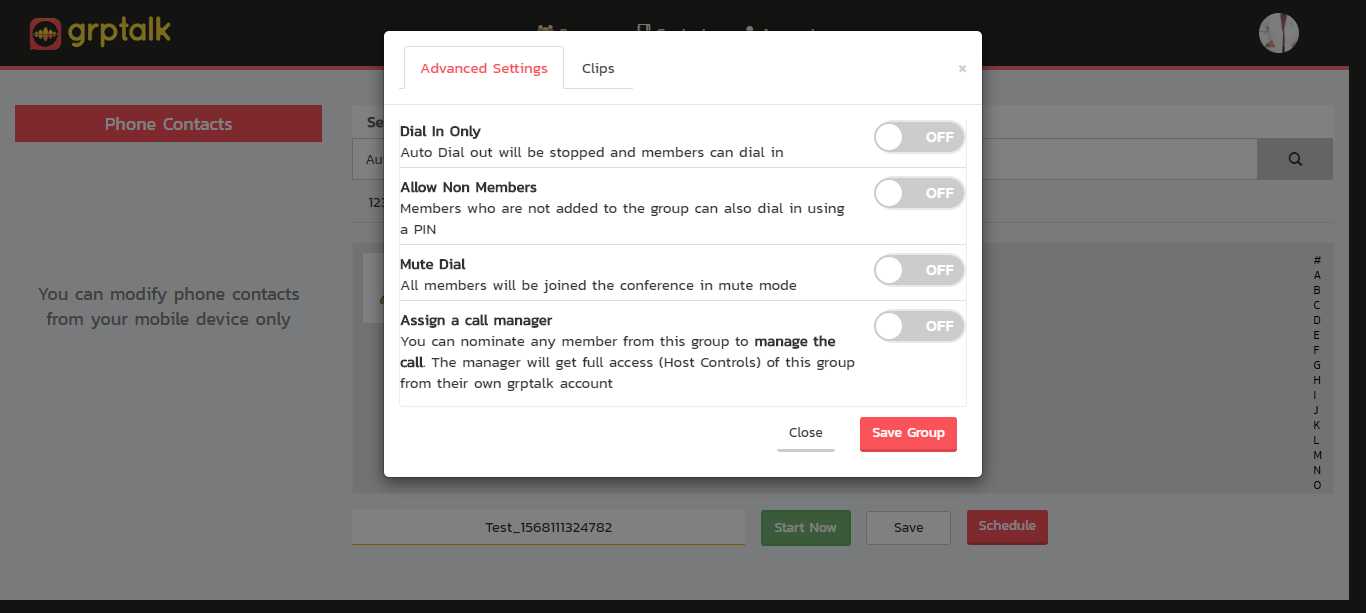 grptalk
Advanced Settings
Clips
×
Phone Contacts
You can modify phone contacts
from your mobile device only
Dial In Only
OFF
Auto Dial out will be stopped and members can dial in
Allow Non Members
OFF
Members who are not added to the group can also dial in using
a PIN
Mute Dial
OFF
All members will be joined the conference in mute mode
Assign a call manager
OFF
You can nominate any member from this group to manage the
call. The manager will get full access (Host Controls) of this group
from their own grptalk account
Close
Save Group
#
A
B
C
D
E
F
G
H
I
J
K
L
M
N
O
Test_1568111324782
Start Now
Save
Schedule